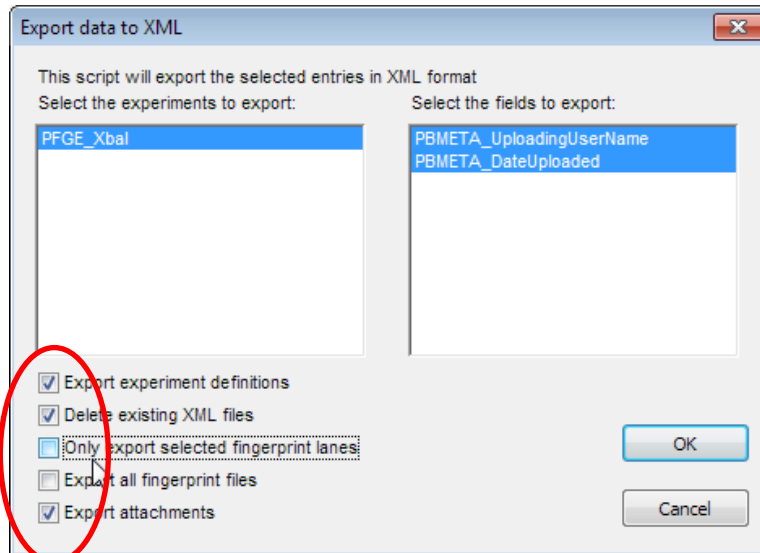 Export data to XML
This script will export the selected entries in XML format
Select the experiments to export:
Select the fields to export:
PFGE_XbaI
PBMETA_UploadingUserName
PBMETA_DateUploaded
Export experiment definitions
Delete existing XML files
Only export selected fingerprint lanes
Export all fingerprint files
Export attachments
OK
Cancel